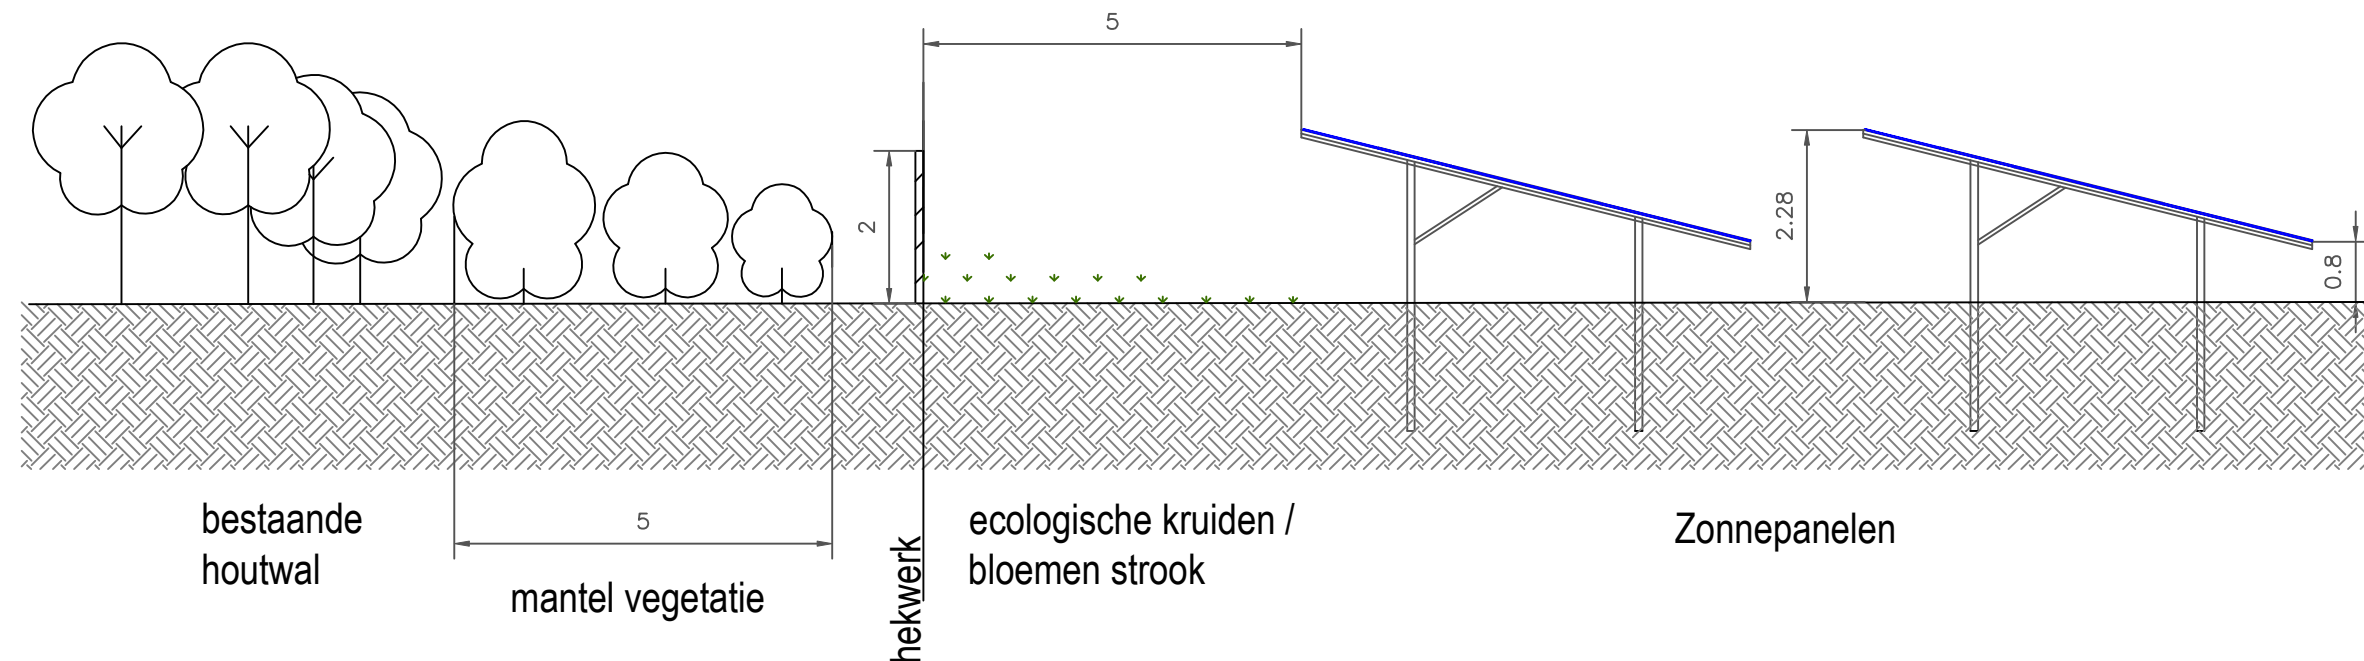 5
2
2.28
0.8
bestaande
houtwal
5
mantel vegetatie
hekwerk
ecologische kruiden /
bloemen strook
Zonnepanelen